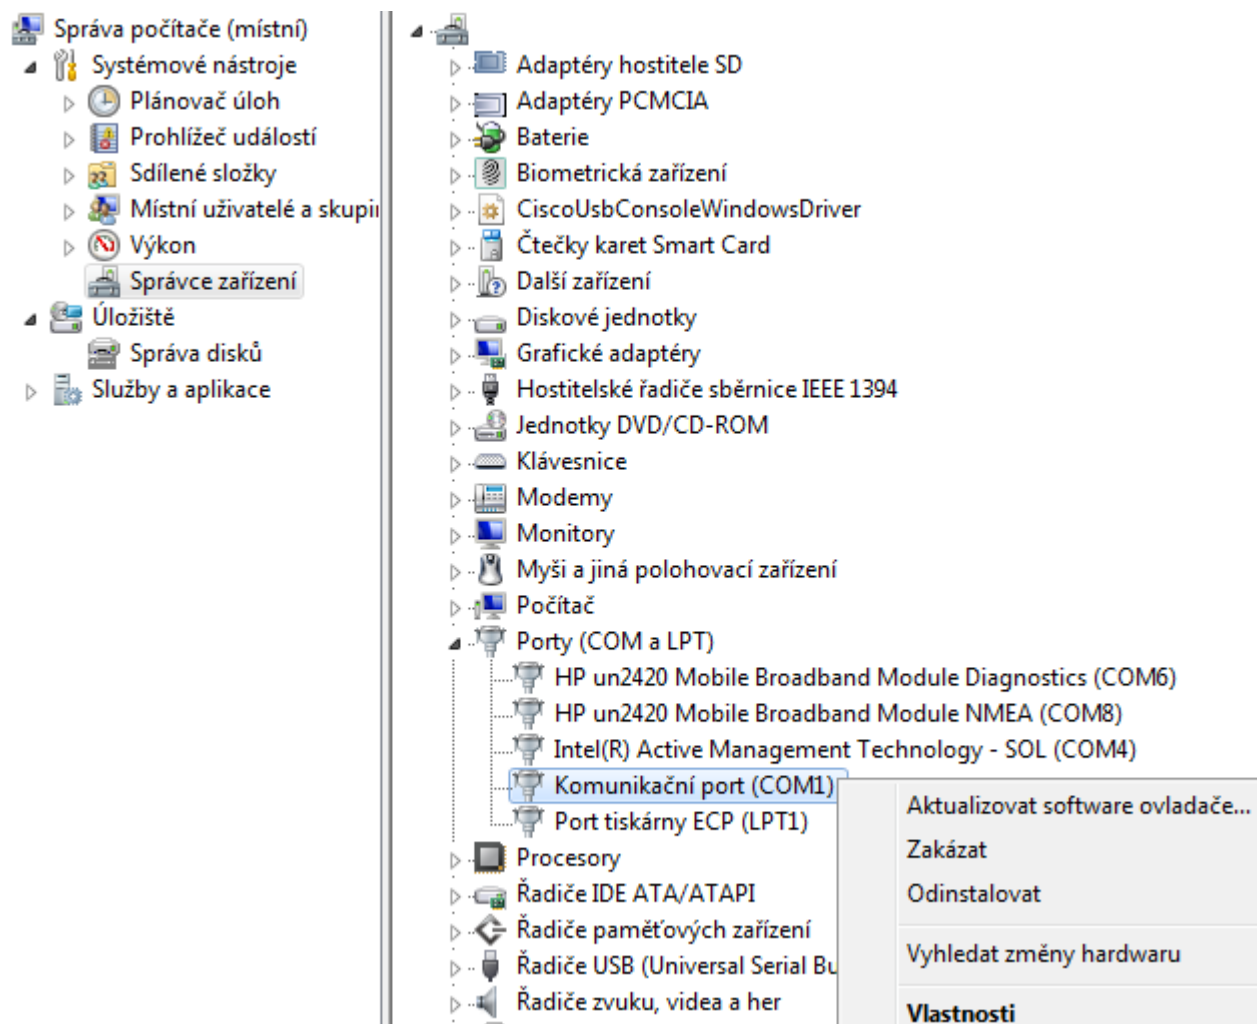 Správa počítače (místní)
Systémové nástroje
Plánovač úloh
Prohlížeč událostí
Sdílené složky
Místní uživatelé a skupi
Výkon
Správce zařízení
Úložiště
Správa disků
Služby a aplikace
Adaptéry hostitele SD
Adaptéry PCMCIA
Baterie
Biometrická zařízení
CiscoUsbConsoleWindowsDriver
Čtečky karet Smart Card
Další zařízení
Diskové jednotky
Grafické adaptéry
Hostitelské řadiče sběrnice IEEE 1394
Jednotky DVD/CD-ROM
Klávesnice
Modemy
Monitory
Myši a jiná polohovací zařízení
Počítač
Porty (COM a LPT)
HP un2420 Mobile Broadband Module Diagnostics (COM6)
HP un2420 Mobile Broadband Module NMEA (COM8)
Intel(R) Active Management Technology - SOL (COM4)
Komunikační port (COM1)
Port tiskárny ECP (LPT1)
Procesory
Řadiče IDE ATA/ATAPI
Řadiče paměťových zařízení
Řadiče USB (Universal Serial Bu
Řadiče zvuku, videa a her
Aktualizovat software ovladače...
Zakázat
Odinstalovat
Vyhledat změny hardwaru
Vlastnosti